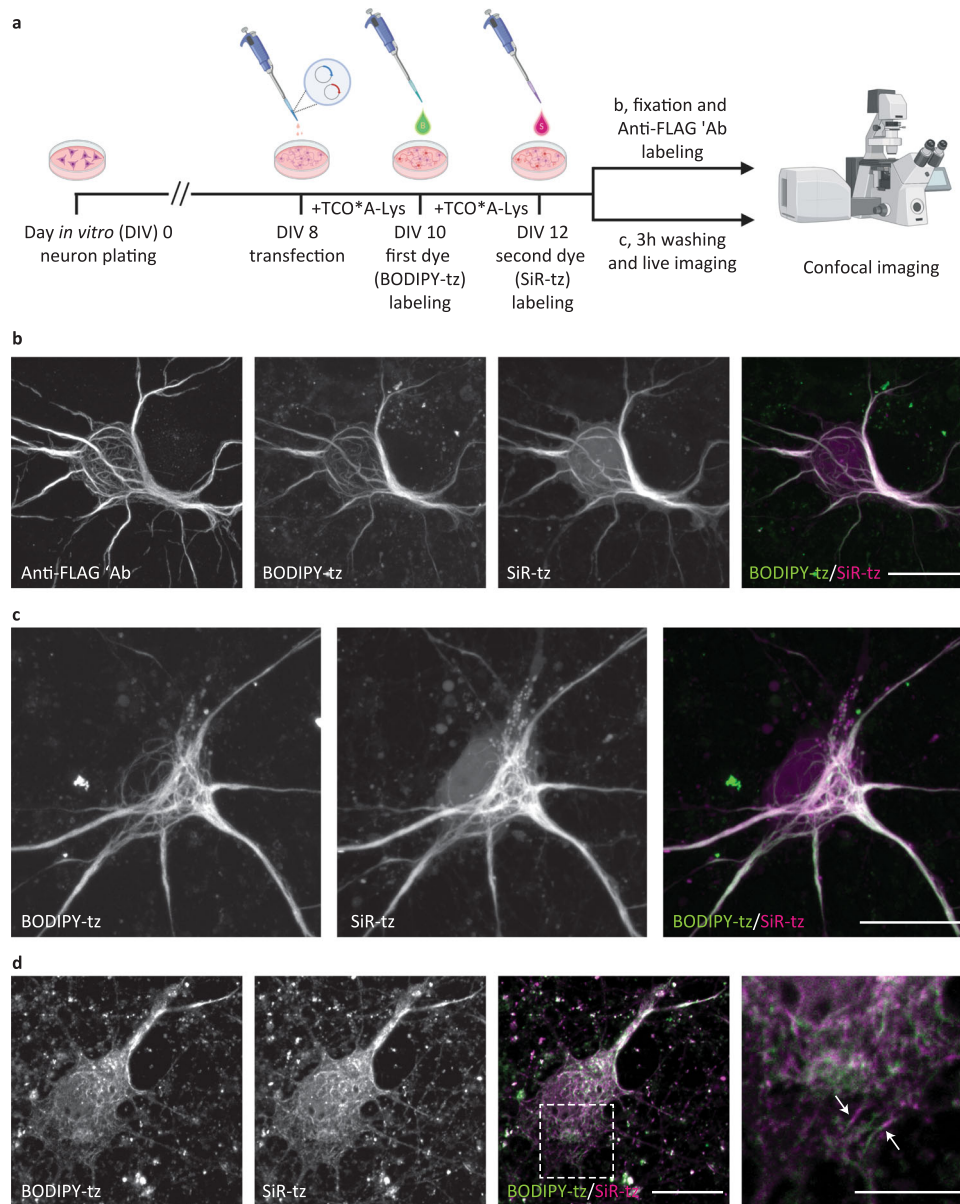 a
B
S
b, fixation and
Anti-FLAG 'Ab
labeling
+TCO*A-Lys
+TCO*A-Lys
Day in vitro (DIV) 0
neuron plating
DIV 8
transfection
DIV 10
first dye
(BODIPY-tz)
labeling
DIV 12
second dye
(SiR-tz)
labeling
c, 3h washing
and live imaging
Confocal imaging
b
Anti-FLAG ‘Ab
BODIPY-tz
SiR-tz
BODIPY-tz/SiR-tz
c
BODIPY-tz
SiR-tz
BODIPY-tz/SiR-tz
d
BODIPY-tz
SiR-tz
BODIPY-tz/SiR-tz